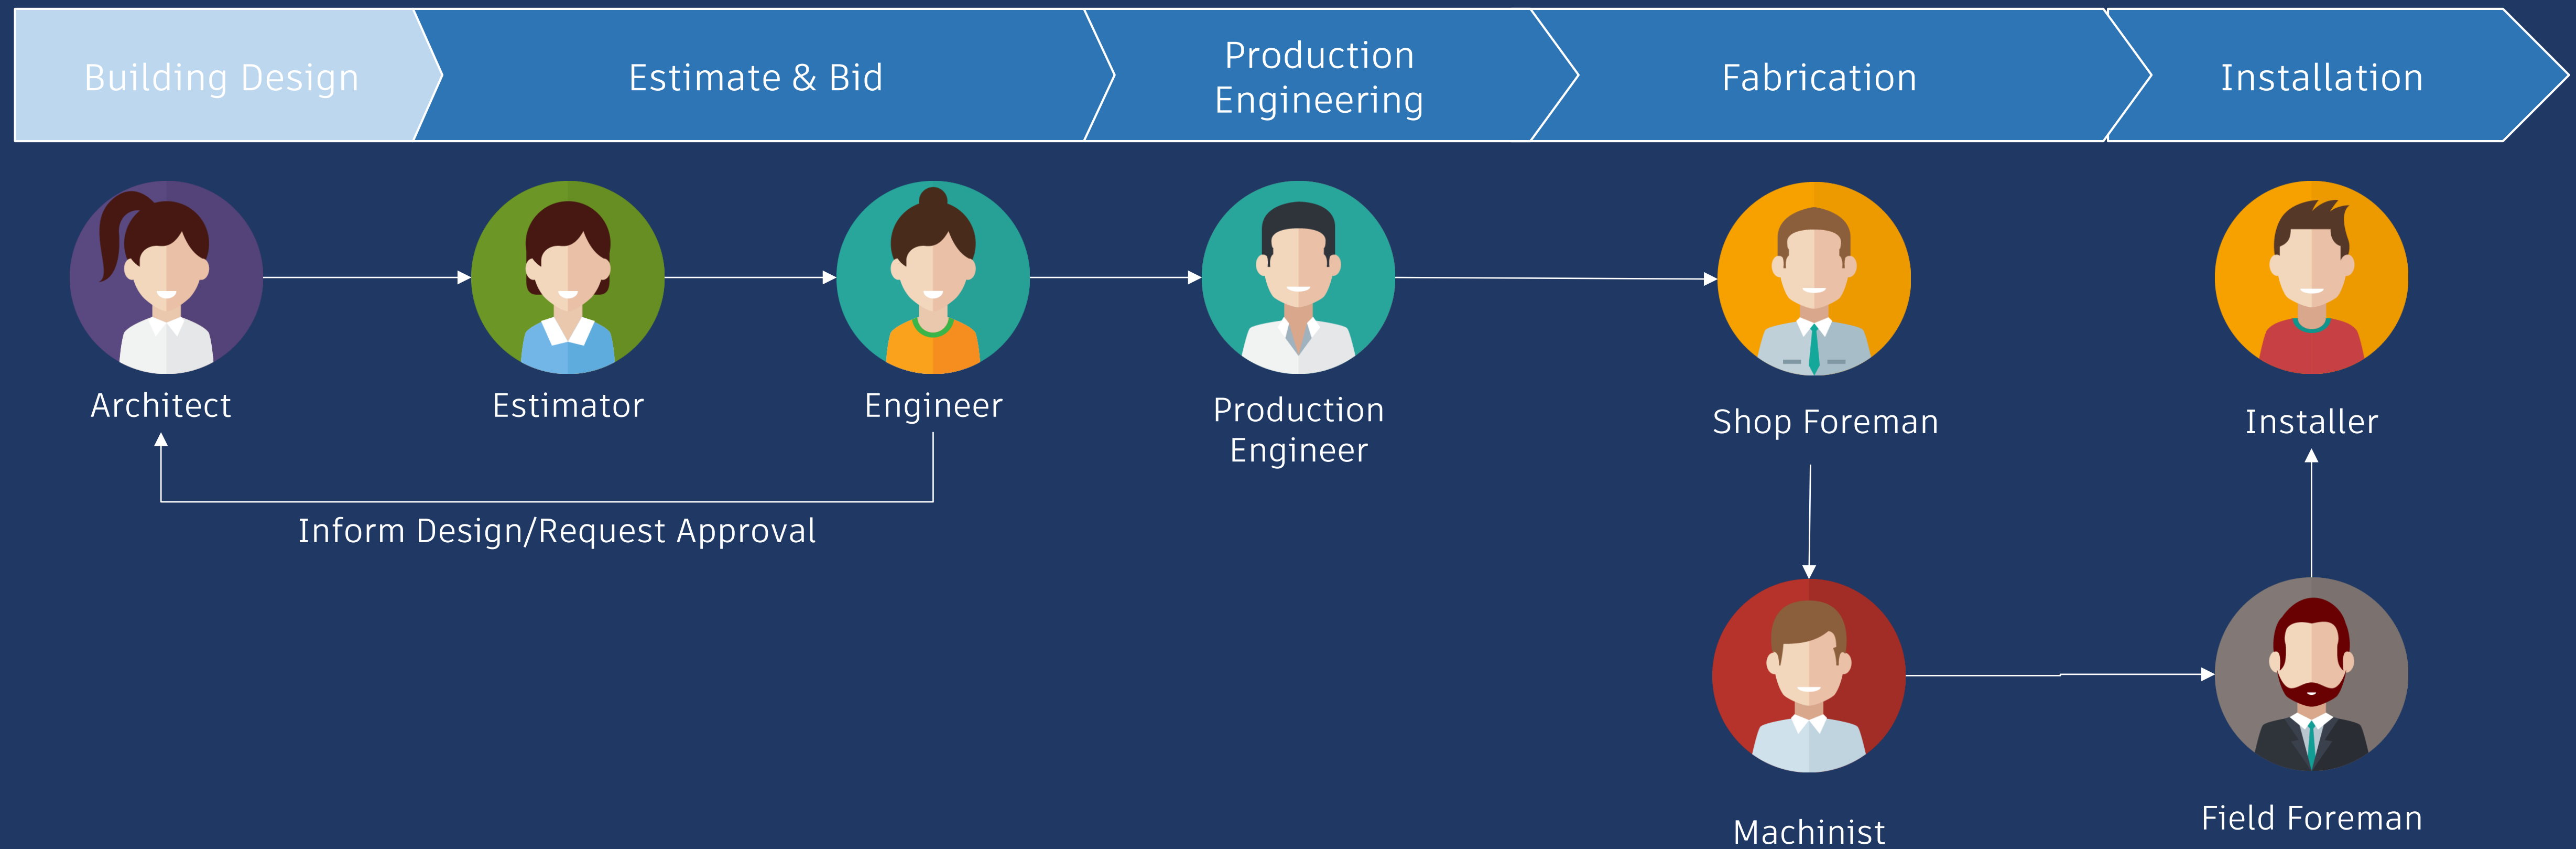 Building Design
Estimate & Bid
Production
Engineering
Fabrication
Installation
Architect
Estimator
Engineer
Production
Engineer
Shop Foreman
Installer
Inform Design/Request Approval
Machinist
Field Foreman